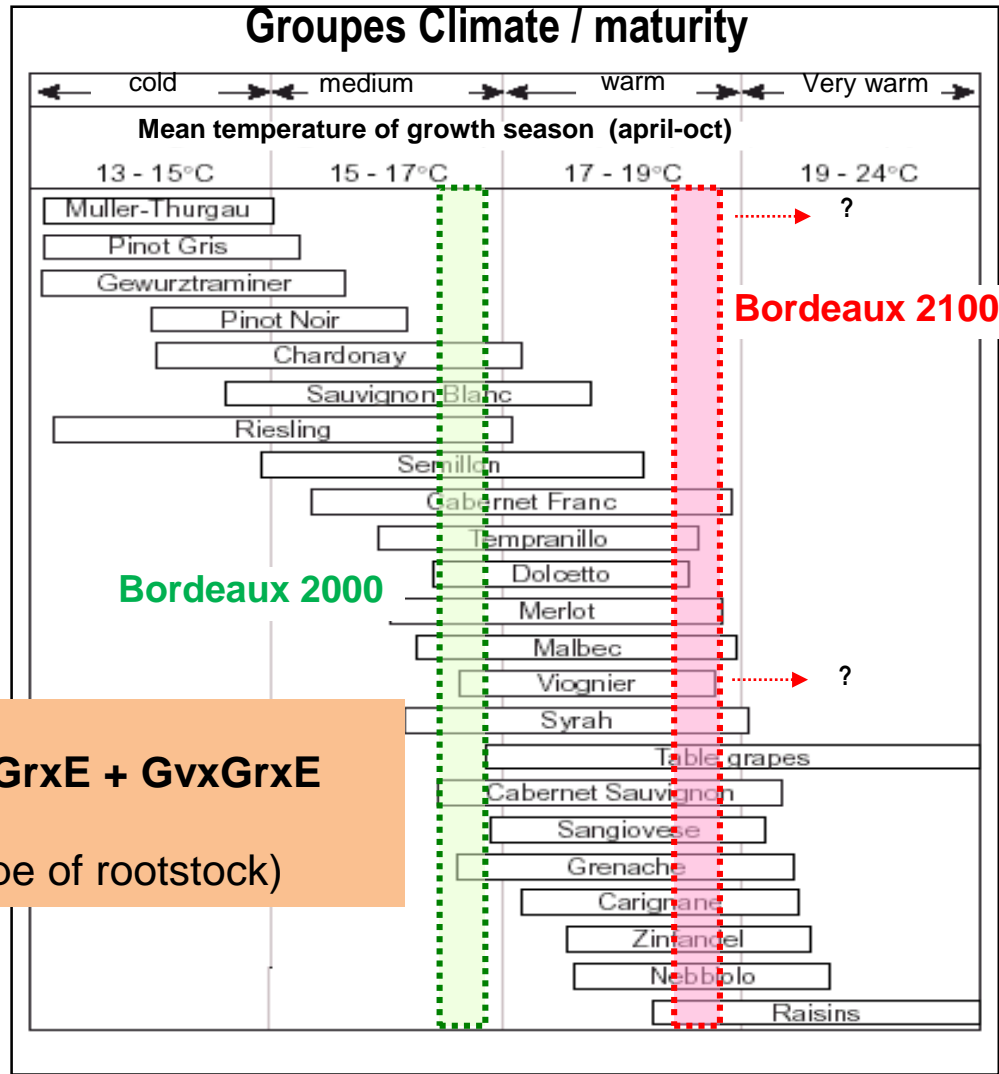 Groupes Climate / maturity
cold medium warm Very warm
Mean temperature of growth season (april-oct)
13 - 15°C 15 - 17°C 17 - 19°C 19 - 24°C
Muller-Thurgau ?
Pinot Gris
Gewurztraminer
Bordeaux 2100
Pinot Noir
Chardonay
Sauvignon Blanc
Riesling
Semillon
Cabernet Franc
Tempranillo
Dolcetto
Bordeaux 2000
Merlot
Malbec
Viognier ?
Syrah
Table grapes
GrxE + GvxGrxE
Cabernet Sauvignon
Sangiovese
of rootstock)
Grenache
Carignane
Zinfandel
Nebbiolo
Raisins